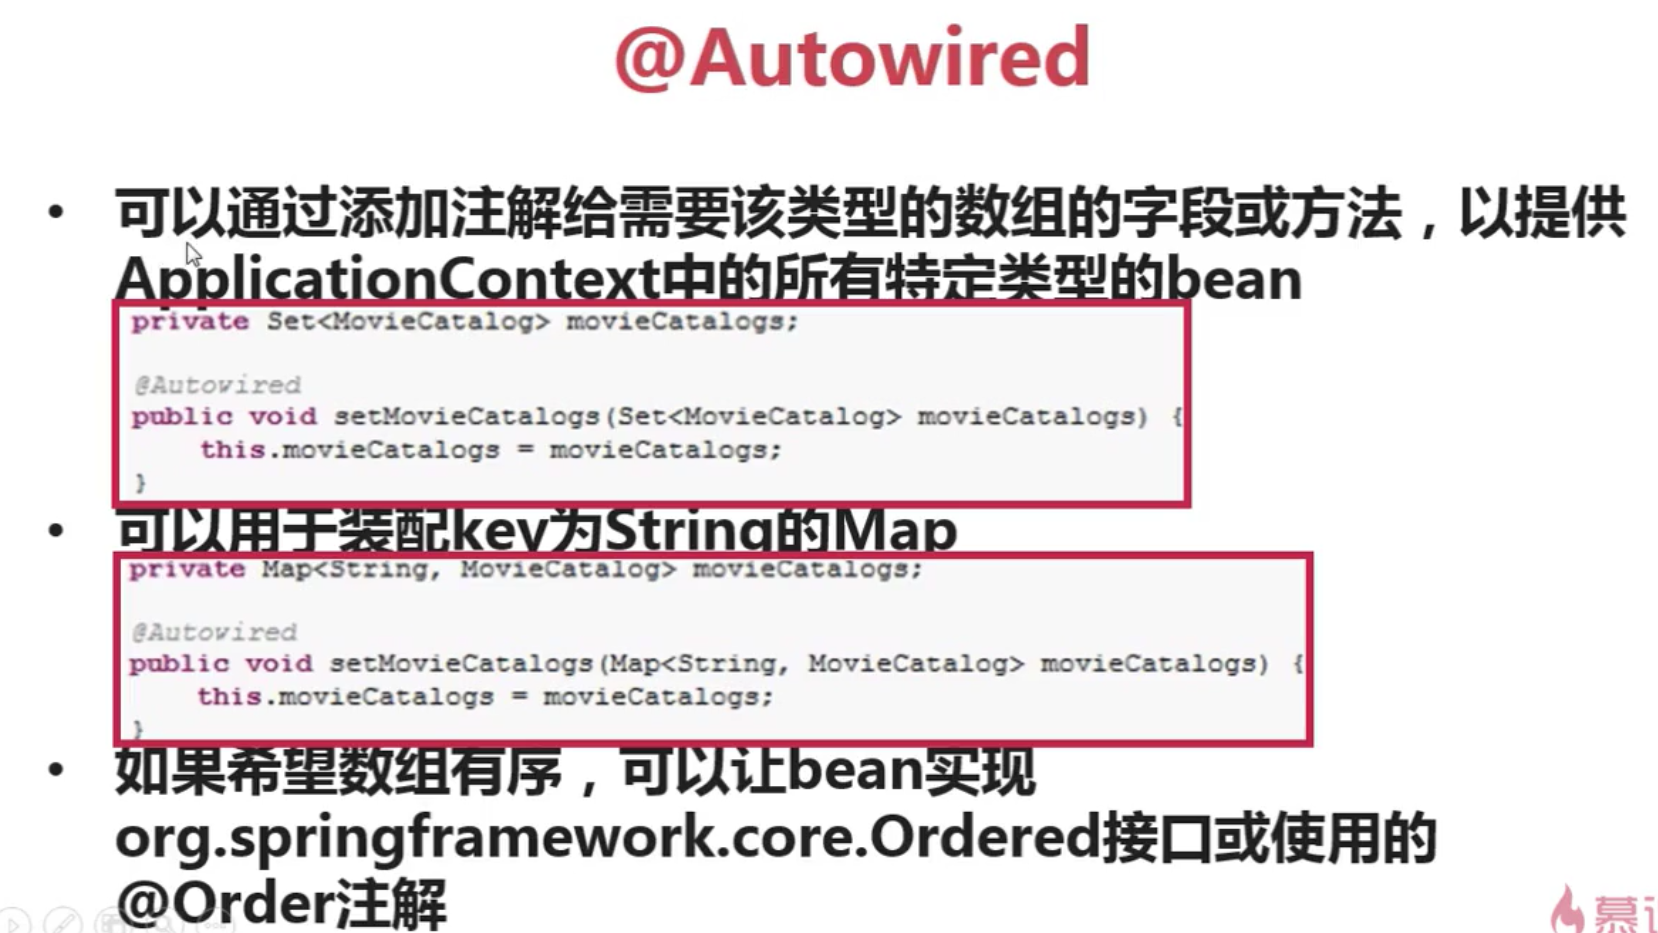 @Autowired
• 可以通过添加注解给需要该类型的数组的字段或方法，以提供
ApplicationContext中的所有特定类型的bean
private Set<MovieCatalog> movieCatalogs;
@Autowired
public void setMovieCatalogs(Set<MovieCatalog> movieCatalogs) {
this.movieCatalogs = movieCatalogs;
}
• 可以用于装配key为String的Map
private Map<String, MovieCatalog> movieCatalogs;
@Autowired
public void setMovieCatalogs(Map<String, MovieCatalog> movieCatalogs) {
this.movieCatalogs = movieCatalogs;
}
• 如果希望数组有序，可以让bean实现
org.springframework.core.Ordered接口或使用的
@Order注解
慕